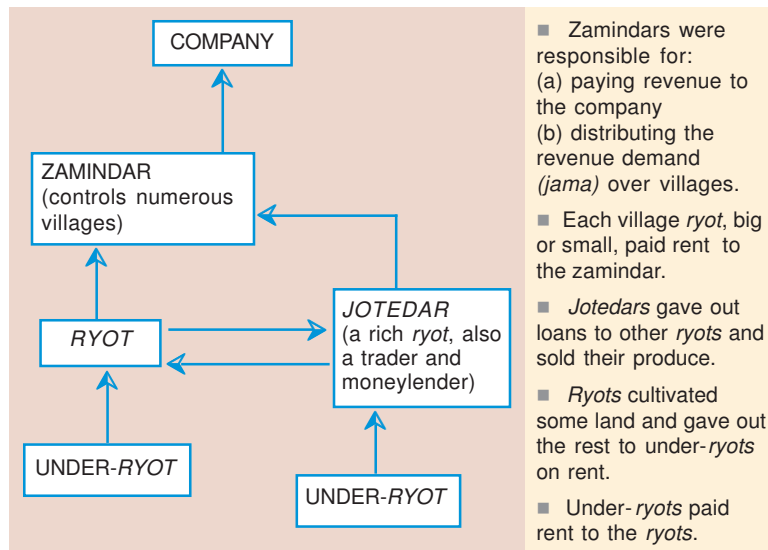 COMPANY
ZAMINDAR
(controls numerous
villages)
RYOT
JOTEDAR
(a rich ryot, also
a trader and
moneylender)
UNDER-RYOT
UNDER-RYOT
■ Zamindars were
responsible for:
(a) paying revenue to
the company
(b) distributing the
revenue demand
(jama) over villages.
■ Each village ryot, big
or small, paid rent to
the zamindar.
■ Jotedars gave out
loans to other ryots and
sold their produce.
■ Ryots cultivated
some land and gave out
the rest to under-ryots
on rent.
■ Under-ryots paid
rent to the ryots.